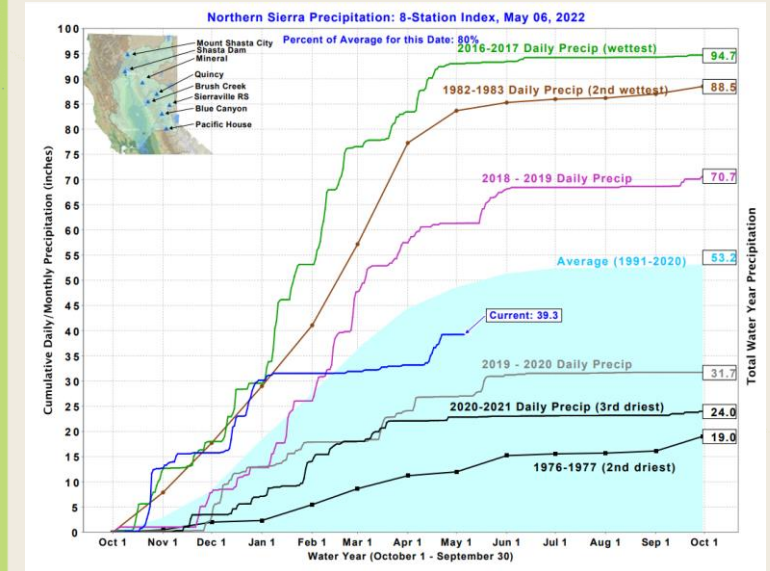 Northern Sierra Precipitation: 8-Station Index, May 06, 2022
Percent of Average for this Date: 80%
Mount Shasta City
Shasta Dam
Mineral
Quincy
Brush Creek
Sierraville RS
Blue Canyon
Pacific House
2016-2017 Daily Precip (wettest)
94.7
1982-1983 Daily Precip (2nd wettest)
88.5
2018 - 2019 Daily Precip
70.7
Average (1991-2020)
53.2
Current: 39.3
2019 - 2020 Daily Precip
31.7
2020-2021 Daily Precip (3rd driest)
24.0
19.0
1976-1977 (2nd driest)
Cumulative Daily/Monthly Precipitation (inches)
100
95
90
85
80
75
70
65
60
55
50
45
40
35
30
25
20
15
10
5
0
Total Water Year Precipitation
Oct 1 Nov 1 Dec 1 Jan 1 Feb 1 Mar 1 Apr 1 May 1 Jun 1 Jul 1 Aug 1 Sep 1 Oct 1
Water Year (October 1 - September 30)